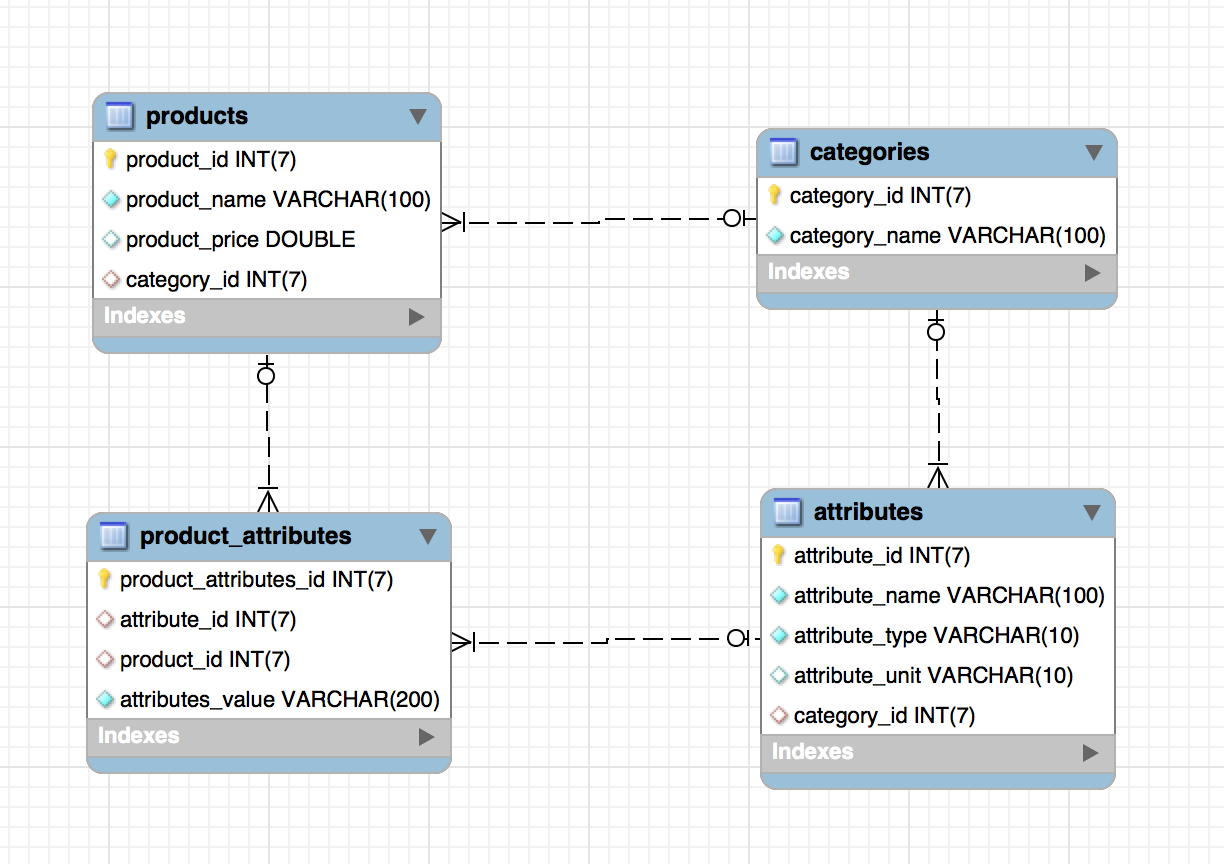 products
product_id INT(7)
product_name VARCHAR(100)
product_price DOUBLE
category_id INT(7)
Indexes
categories
category_id INT(7)
category_name VARCHAR(100)
Indexes
product_attributes
product_attributes_id INT(7)
attribute_id INT(7)
product_id INT(7)
attributes_value VARCHAR(200)
Indexes
attributes
attribute_id INT(7)
attribute_name VARCHAR(100)
attribute_type VARCHAR(10)
attribute_unit VARCHAR(10)
category_id INT(7)
Indexes